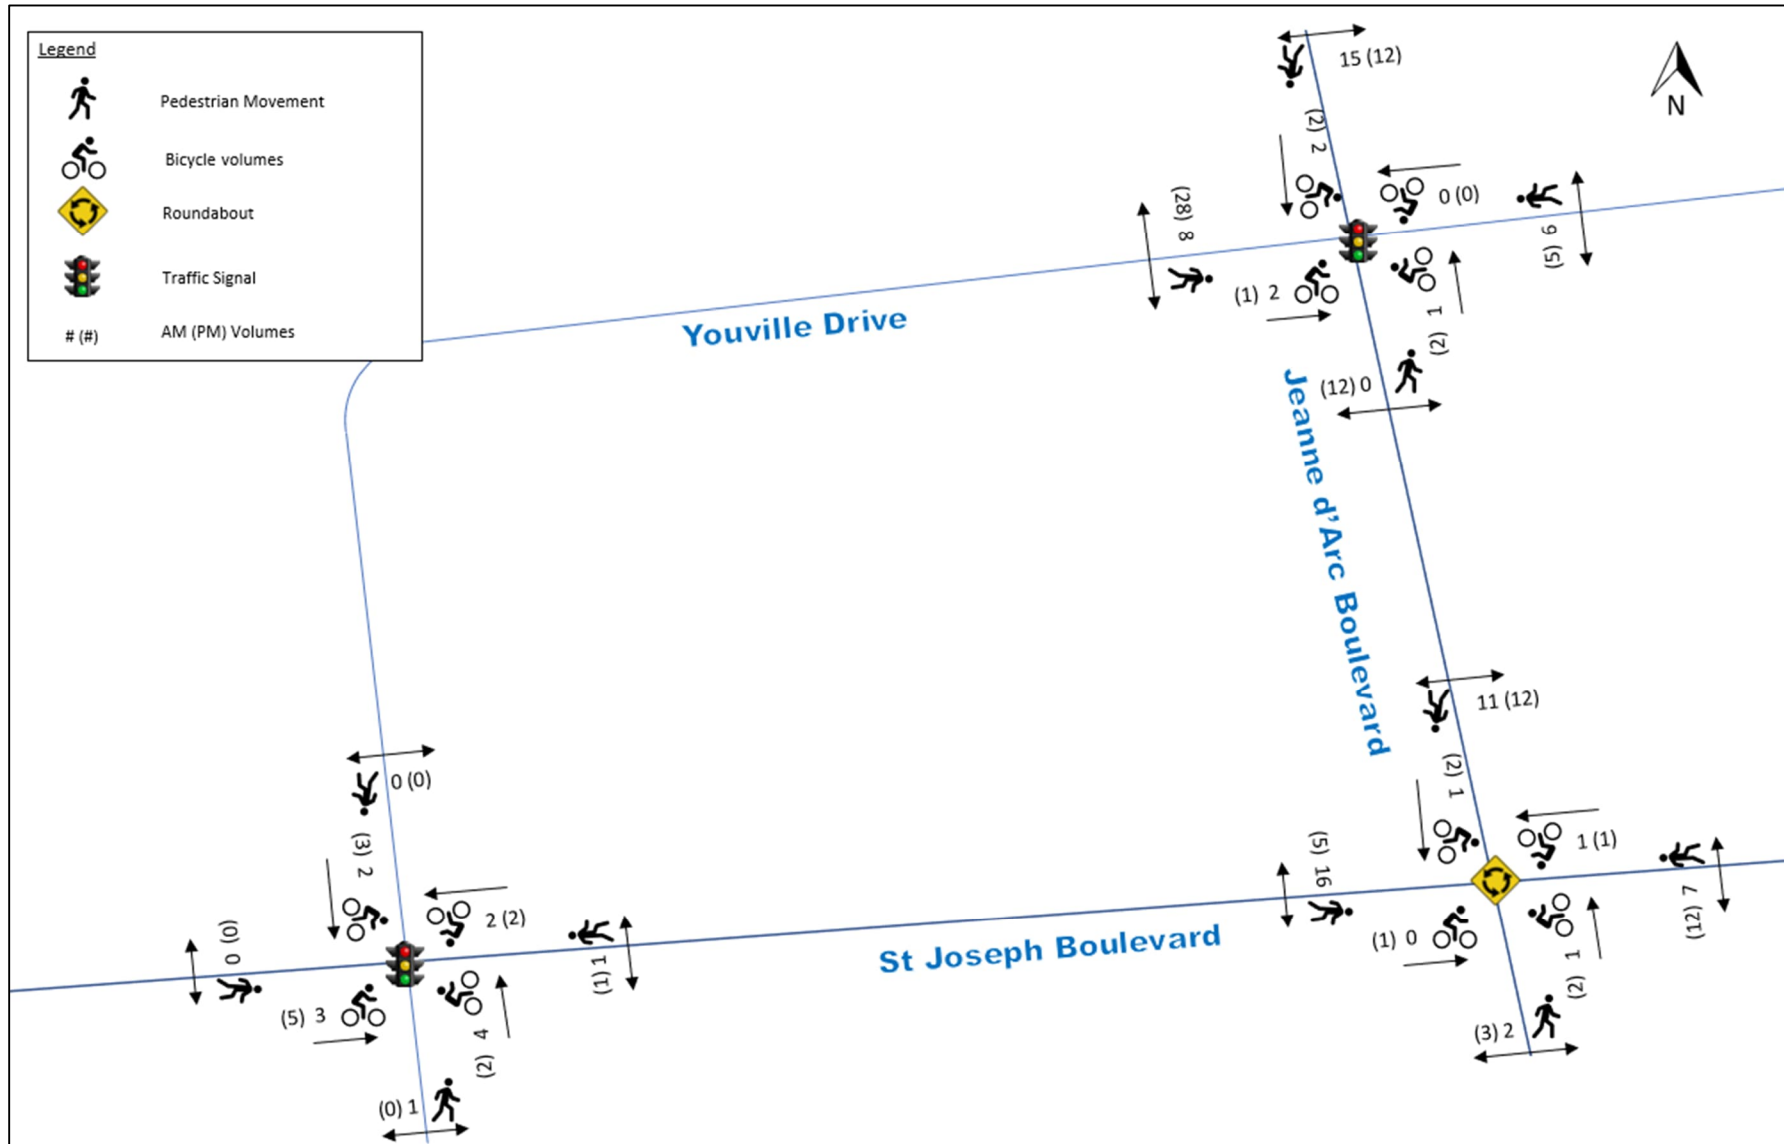 Legend
Pedestrian Movement
Bicycle volumes
Roundabout
Traffic Signal
# (#)
AM (PM) Volumes
15 (12)
N
(2) 2
0 (0)
(28) 8
6 (5)
(1) 2
1 (2)
(12) 0
Youville Drive
Jeanne d'Arc Boulevard
11 (12)
(2) 1
1 (1)
(5) 16
7 (12)
(1) 0
1 (2)
(3) 2
St Joseph Boulevard
0 (0)
(3) 2
2 (2)
(0) 0
1 (1)
(5) 3
4 (2)
(0) 1